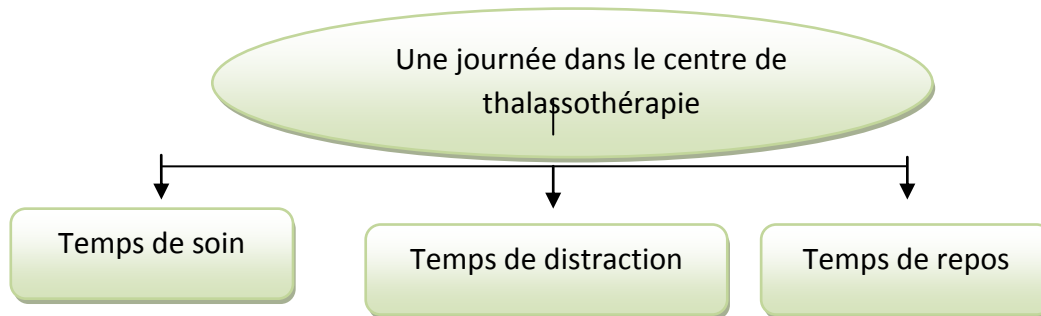 Une journée dans le centre de
thalassothérapie
Temps de soin
Temps de distraction
Temps de repos